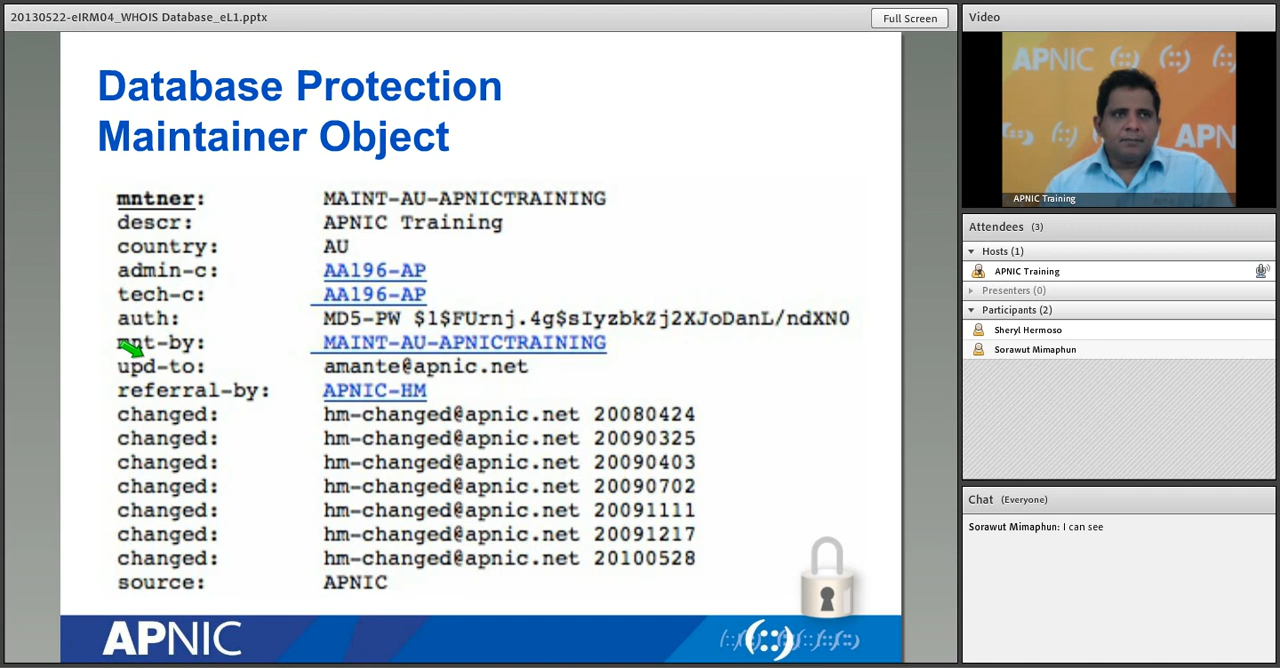 20130522-eIRM04_WHOIS Database_eL1.pptx
Full Screen
Database Protection
Maintainer Object
mntner: MAINT-AU-APNICTRAINING
descr: APNIC Training
country: AU
admin-c: AA196-AP
tech-c: AA196-AP
auth: MD5-PW $1$FUrnj.4g$sIyzbkZj2XJoDanL/ndXN0
mnt-by: MAINT-AU-APNICTRAINING
upd-to: amante@apnic.net
referral-by: APNIC-HM
changed: hm-changed@apnic.net 20080424
changed: hm-changed@apnic.net 20090325
changed: hm-changed@apnic.net 20090403
changed: hm-changed@apnic.net 20090702
changed: hm-changed@apnic.net 20091111
changed: hm-changed@apnic.net 20091217
changed: hm-changed@apnic.net 20100528
source: APNIC
APNIC
Video
APNIC
APN
APNIC Training
Attendees (3)
Hosts (1)
APNIC Training
Presenters (0)
Participants (2)
Sheryl Hermoso
Sorawut Mimaphun
Chat (Everyone)
Sorawut Mimaphun: I can see